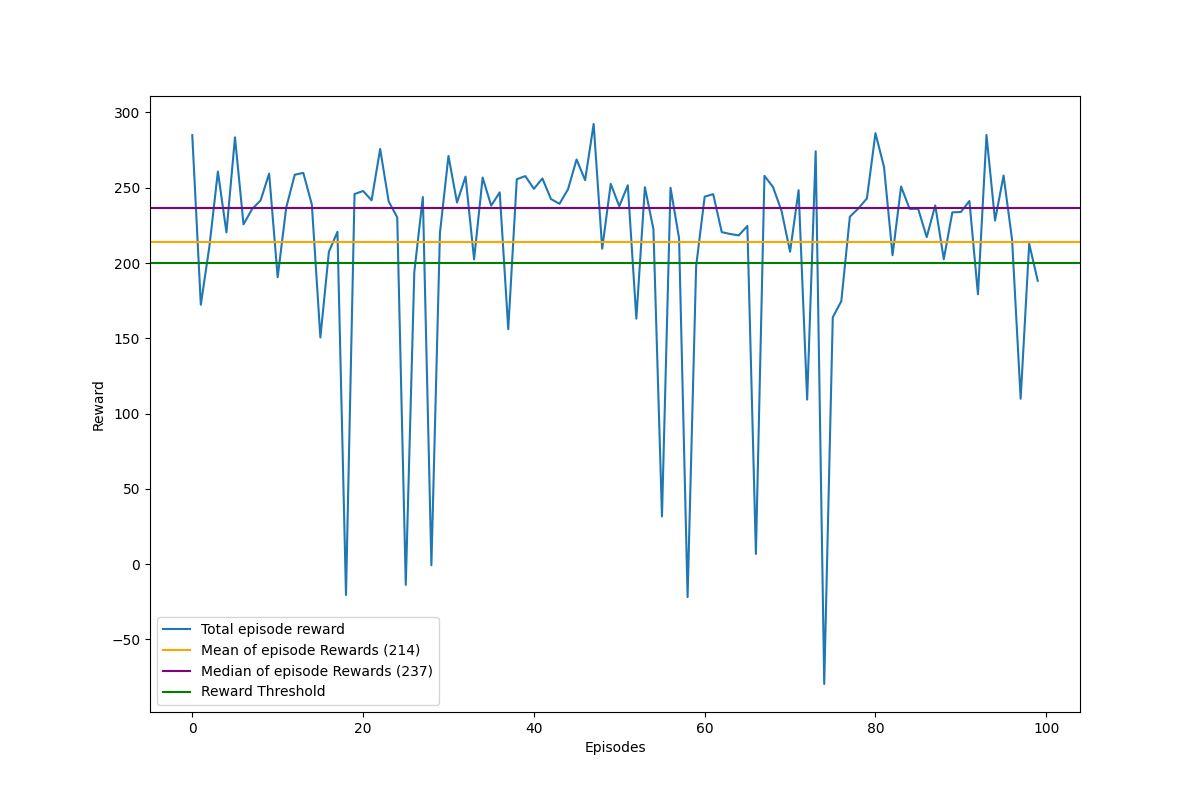 300
250
200
150
100
50
0
−50
Reward
Total episode reward
Mean of episode Rewards (214)
Median of episode Rewards (237)
Reward Threshold
0 20 40 60 80 100
Episodes